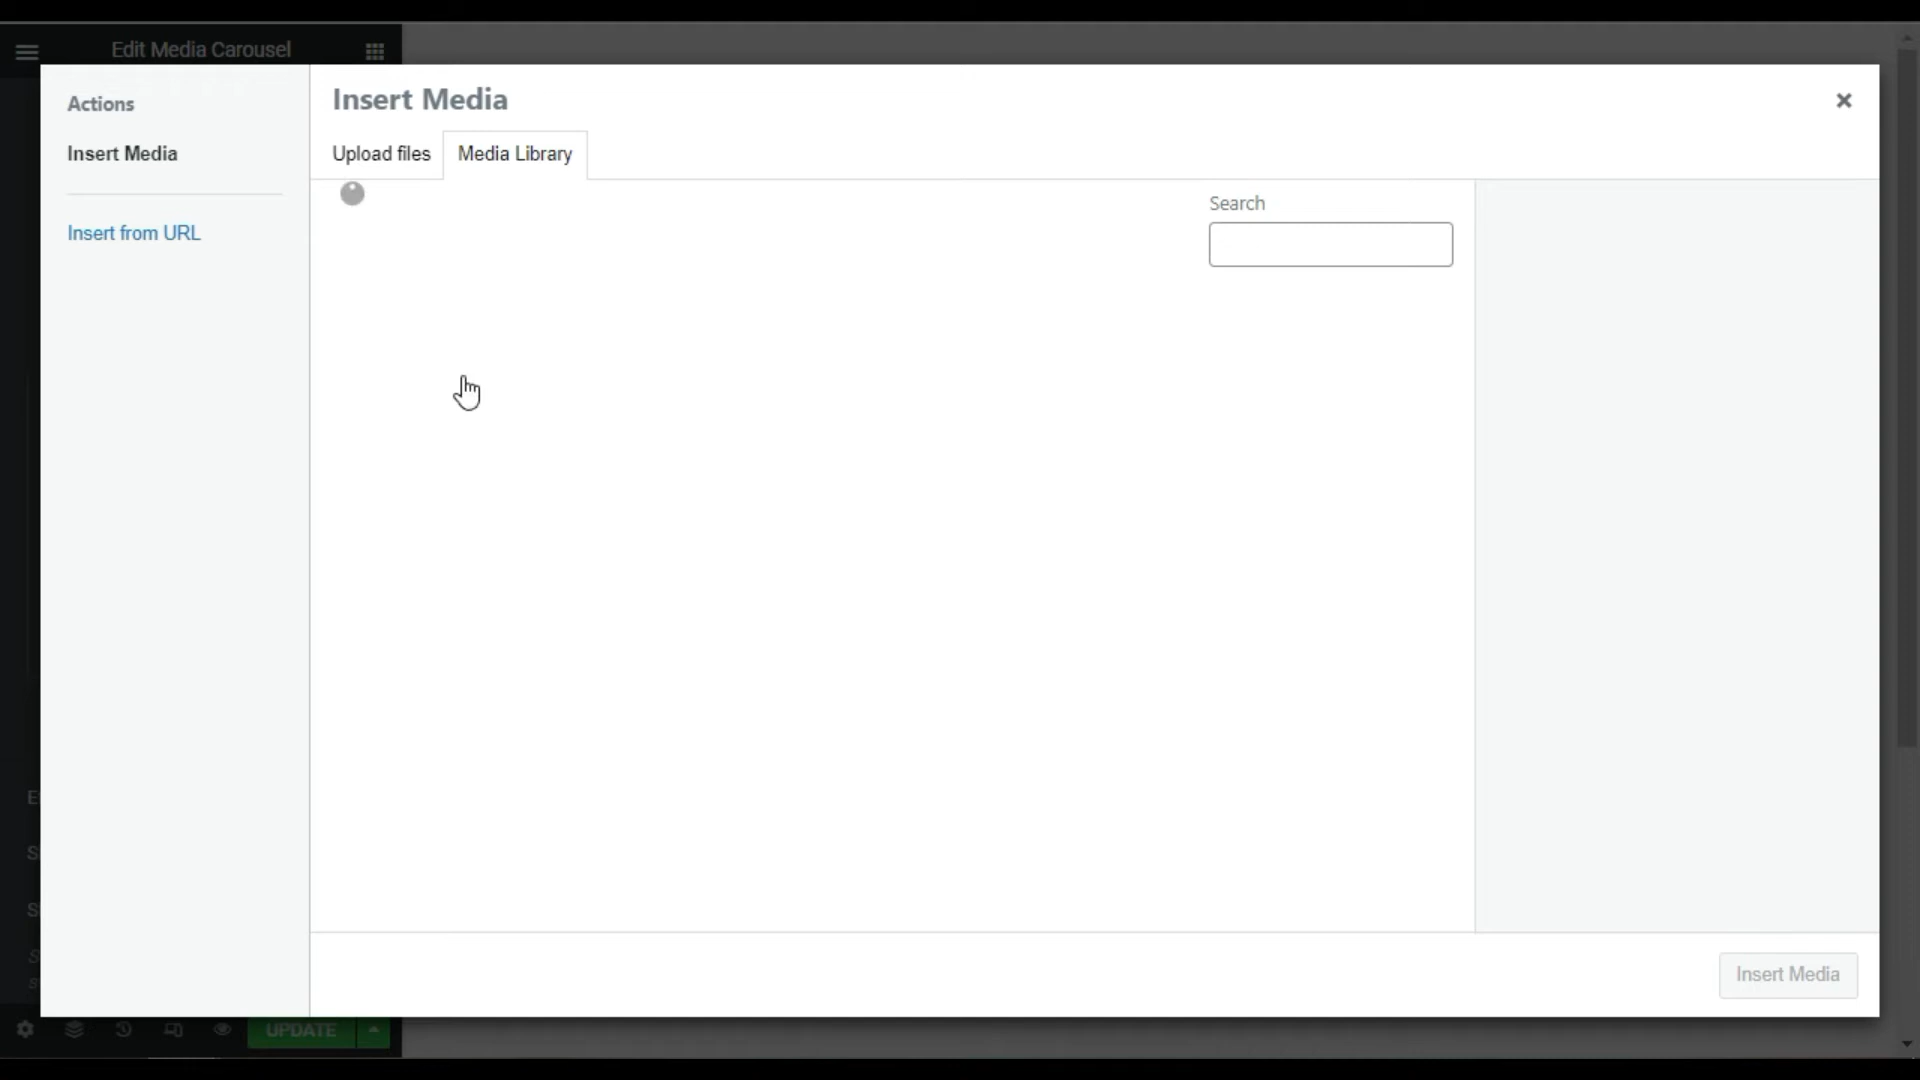 Edit Media Carousel
Actions
Insert Media
Insert from URL
Insert Media
Upload files
Media Library
Search
Insert Media
UPDATE